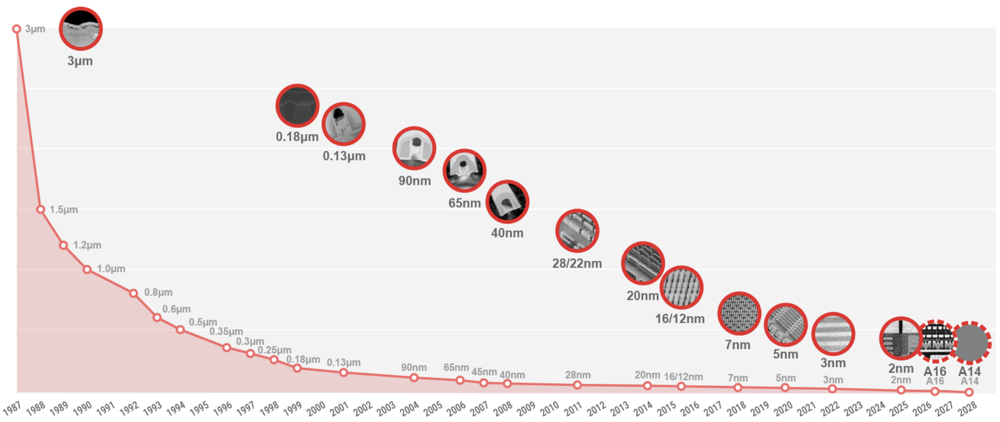 3µm
3µm
0.18µm
0.13µm
90nm
65nm
40nm
28/22nm
20nm
16/12nm
7nm
5nm
3nm
2nm
A16
A14
1.5µm
1.2µm
1.0µm
0.8µm
0.6µm
0.5µm
0.35µm
0.3µm
0.25µm
0.18µm
0.13µm
90nm
65nm
45nm
40nm
28nm
20nm
16/12nm
7nm
5nm
3nm
2nm
A16
A14
1987
1988
1989
1990
1991
1992
1993
1994
1995
1996
1997
1998
1999
2000
2001
2002
2003
2004
2005
2006
2007
2008
2009
2010
2011
2012
2013
2014
2015
2016
2017
2018
2019
2020
2021
2022
2023
2024
2025
2026
2027
2028